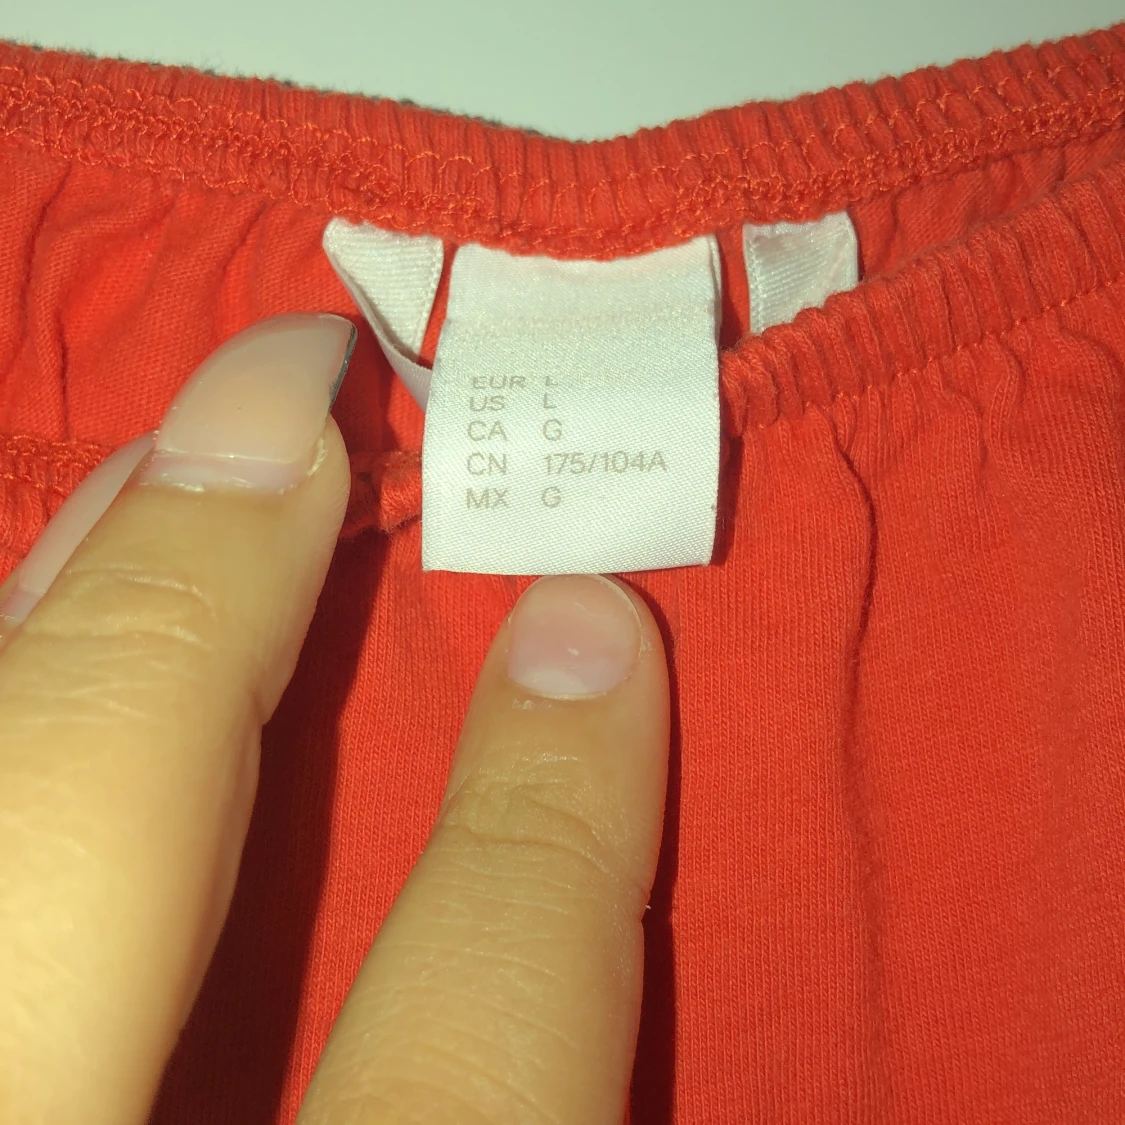 EUR L
US L
CA G
CN 175/104A
MX G